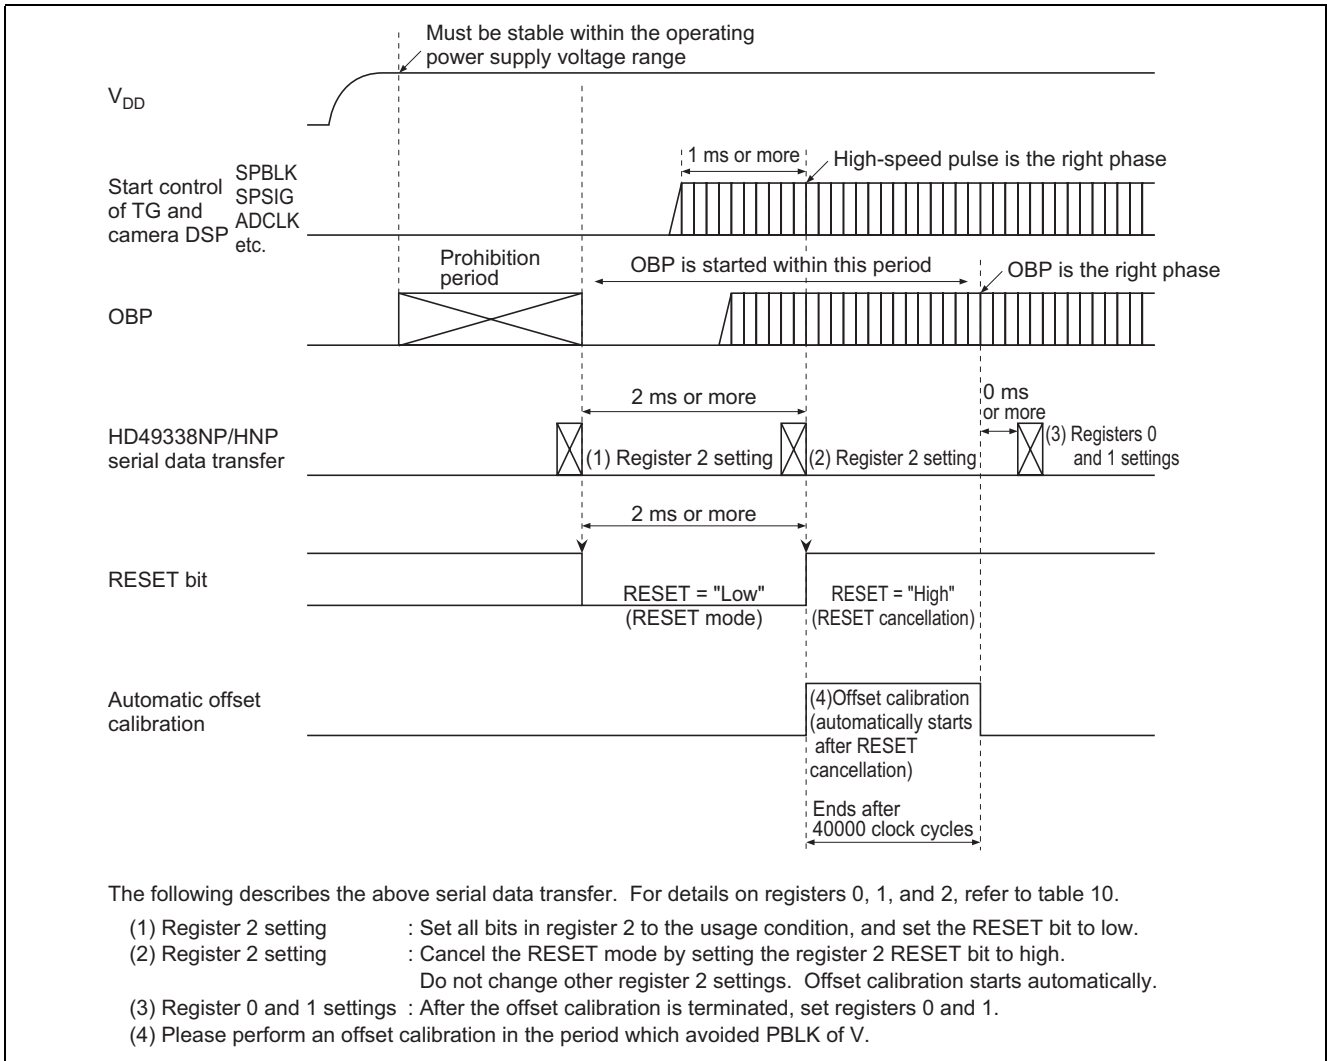 Must be stable within the operating
power supply voltage range
VDD
1 ms or more
High-speed pulse is the right phase
Start control
of TG and
camera DSP
SPBLK
SPSIG
ADCLK
etc.
Prohibition
period
OBP is started within this period
OBP is the right phase
OBP
2 ms or more
0 ms
or more
HD49338NP/HNP
serial data transfer
(1) Register 2 setting
(2) Register 2 setting
(3) Registers 0
and 1 settings
2 ms or more
RESET bit
RESET = "Low"
(RESET mode)
RESET = "High"
(RESET cancellation)
Automatic offset
calibration
(4)Offset calibration
(automatically starts
after RESET
cancellation)
Ends after
40000 clock cycles
The following describes the above serial data transfer. For details on registers 0, 1, and 2, refer to table 10.
(1) Register 2 setting : Set all bits in register 2 to the usage condition, and set the RESET bit to low.
(2) Register 2 setting : Cancel the RESET mode by setting the register 2 RESET bit to high.
Do not change other register 2 settings. Offset calibration starts automatically.
(3) Register 0 and 1 settings : After the offset calibration is terminated, set registers 0 and 1.
(4) Please perform an offset calibration in the period which avoided PBLK of V.